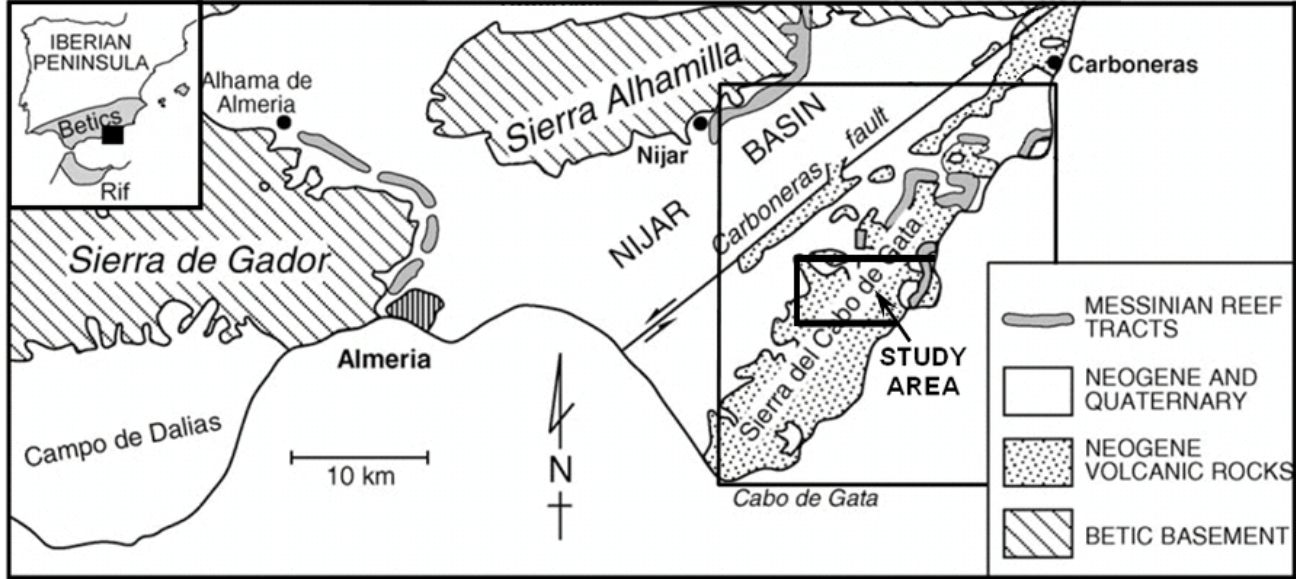 IBERIAN
PENINSULA
Betics
Rif
Alhama de
Almeria
Sierra Alhamilla
Carboneras
Nijar
BASIN
NIJAR
Carboneras fault
Sierra de Gador
Sierra del Cabo de Gata
STUDY
AREA
Almeria
Campo de Dalias
10 km
N
Cabo de Gata
MESSINIAN REEF
TRACTS
NEOGENE AND
QUATERNARY
NEOGENE
VOLCANIC ROCKS
BETIC BASEMENT